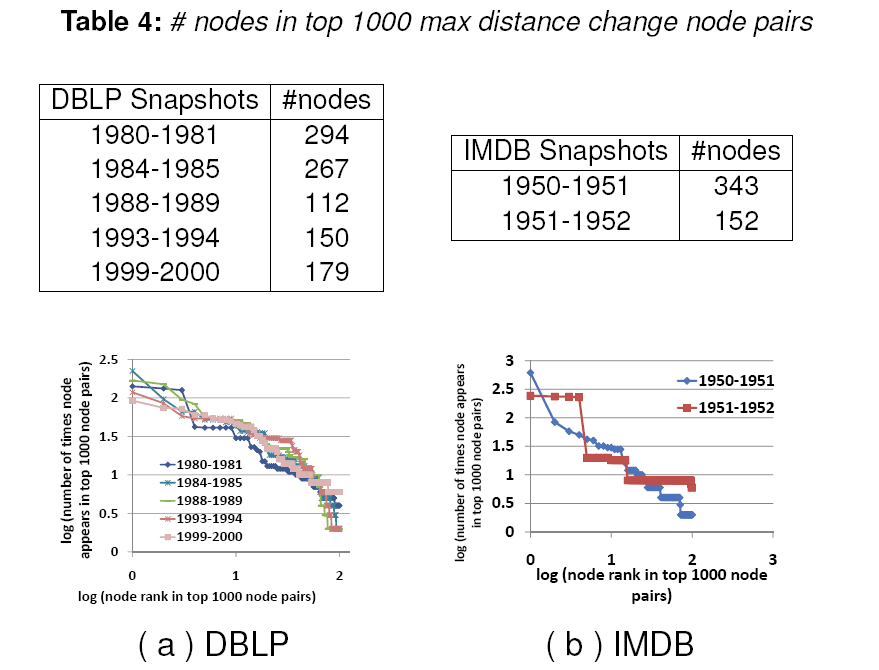 Table 4: # nodes in top 1000 max distance change node pairs
DBLP Snapshots #nodes
1980-1981 294
1984-1985 267
1988-1989 112
1993-1994 150
1999-2000 179
IMDB Snapshots #nodes
1950-1951 343
1951-1952 152
log (number of times node
appears in top 1000 node pairs)
2.5
2
1.5
1
0.5
0
1980-1981
1984-1985
1988-1989
1993-1994
1999-2000
0 1 2
log (node rank in top 1000 node pairs)
( a ) DBLP
log (number of times node appears
in top 1000 node pairs)
3
2.5
2
1.5
1
0.5
0
1950-1951
1951-1952
0 1 2 3
log (node rank in top 1000 node
pairs)
( b ) IMDB